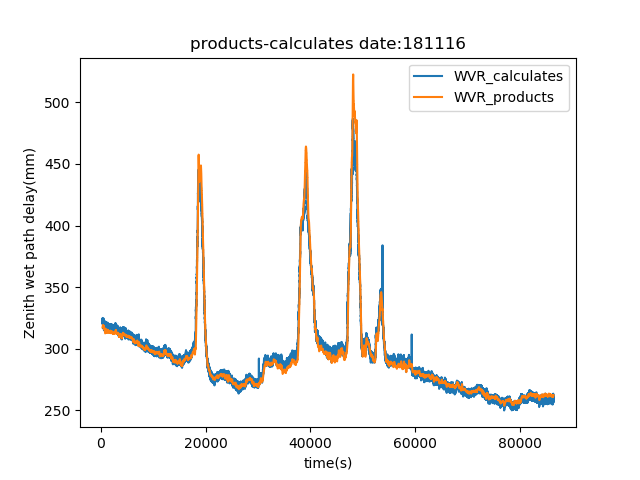 products-calculates date:181116
WVR_calculates
WVR_products
Zenith wet path delay(mm)
500
450
400
350
300
250
0 20000 40000 60000 80000
time(s)